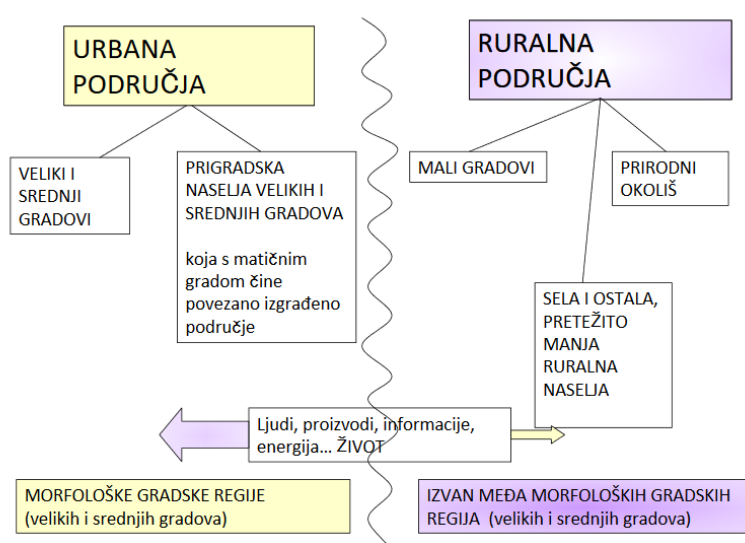 URBANA
PODRUČJA
RURALNA
PODRUČJA
VELIKI I
SREDNJI
GRADOVI
PRIGRADSKA
NASELJA VELIKIH I
SREDNJIH GRADOVA
koja s matičnim
gradom čine
povezano izgrađeno
područje
MALI GRADOVI
PRIRODNI
OKOLIŠ
SELA I OSTALA,
PRETEŽITO
MANJA
RURALNA
NASELJA
Ljudi, proizvodi, informacije,
energija... ŽIVOT
MORFOLOŠKE GRADSKE REGIJE
(velikih i srednjih gradova)
IZVAN MEĐA MORFOLOŠKIH GRADSKIH
REGIJA (velikih i srednjih gradova)